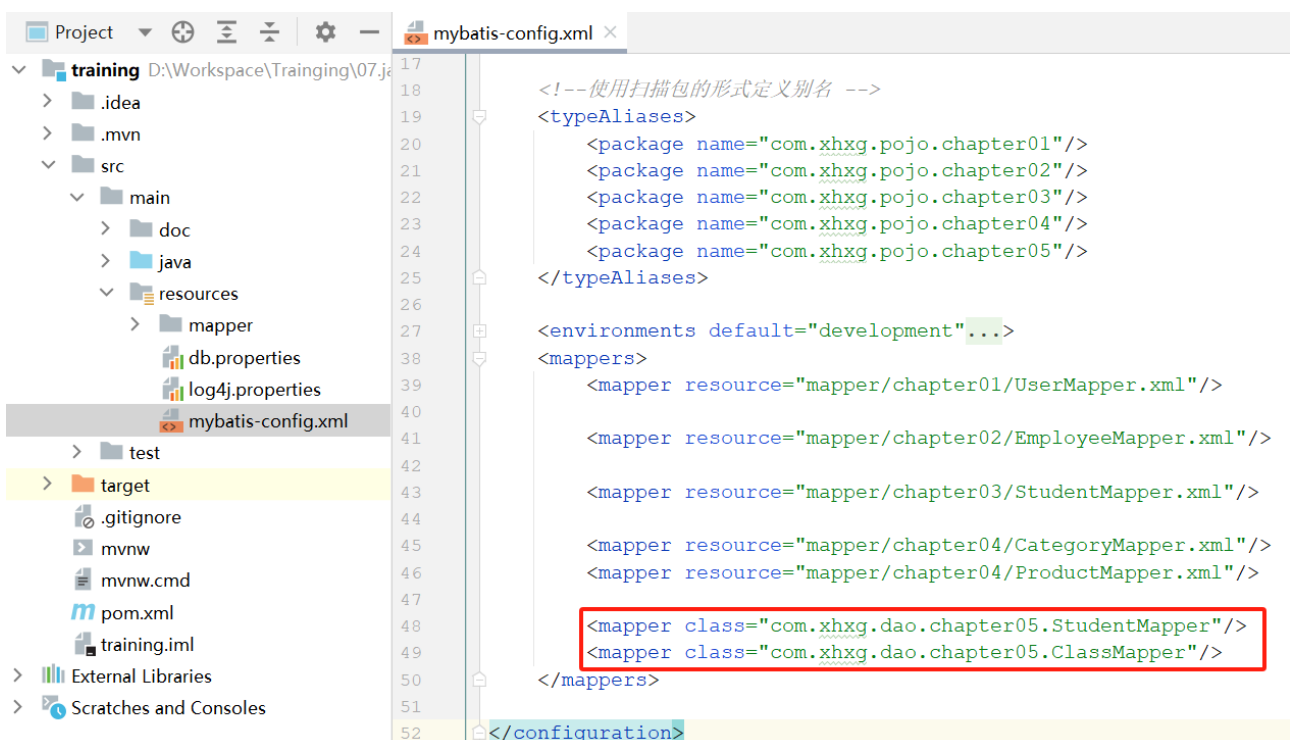 Project
training D:\Workspace\Trainging\07.ja
.idea
.mvn
src
main
doc
java
resources
mapper
db.properties
log4j.properties
mybatis-config.xml
test
target
.gitignore
mvnw
mvnw.cmd
pom.xml
training.iml
External Libraries
Scratches and Consoles
mybatis-config.xml
17
18 <!--使用扫描包的形式定义别名 -->
19 <typeAliases>
20 <package name="com.xhxg.pojo.chapter01"/>
21 <package name="com.xhxg.pojo.chapter02"/>
22 <package name="com.xhxg.pojo.chapter03"/>
23 <package name="com.xhxg.pojo.chapter04"/>
24 <package name="com.xhxg.pojo.chapter05"/>
25 </typeAliases>
26
27 <environments default="development"...>
38 <mappers>
39 <mapper resource="mapper/chapter01/UserMapper.xml"/>
40
41 <mapper resource="mapper/chapter02/EmployeeMapper.xml"/>
42
43 <mapper resource="mapper/chapter03/StudentMapper.xml"/>
44
45 <mapper resource="mapper/chapter04/CategoryMapper.xml"/>
46 <mapper resource="mapper/chapter04/ProductMapper.xml"/>
47
48 <mapper class="com.xhxg.dao.chapter05.StudentMapper"/>
49 <mapper class="com.xhxg.dao.chapter05.ClassMapper"/>
50 </mappers>
51
52 </configuration>